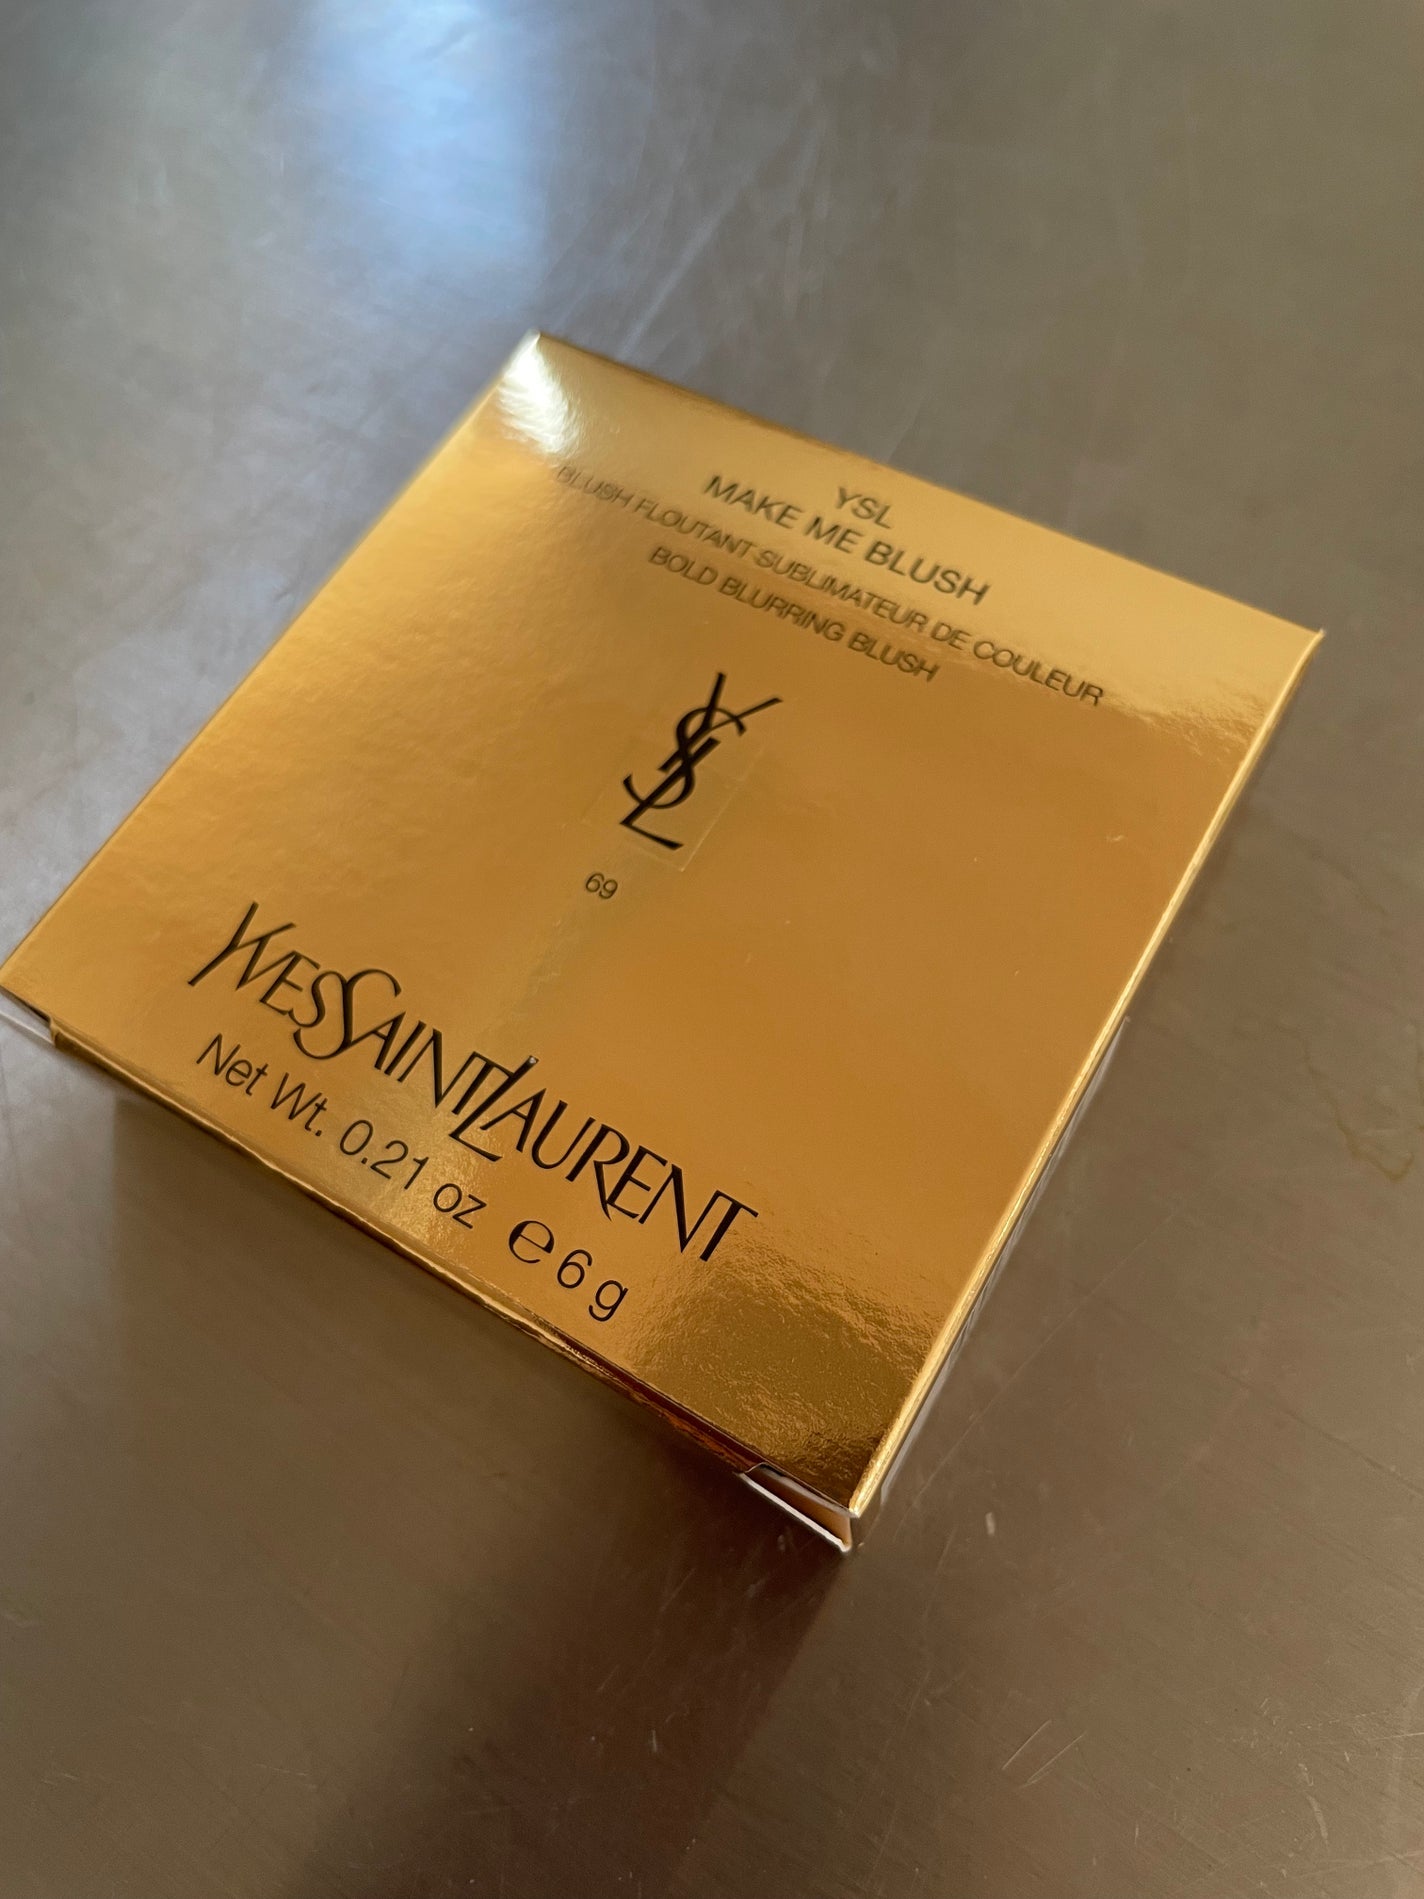 YSL
MAKE ME BLUSH
BLUSH FLOUTANT SUBLIMATEUR DE COULEUR
BOLD BLURRING BLUSH
YSL
69
YVESSAINTLAURENT
Net Wt. 0.21 oz ℮ 6 g